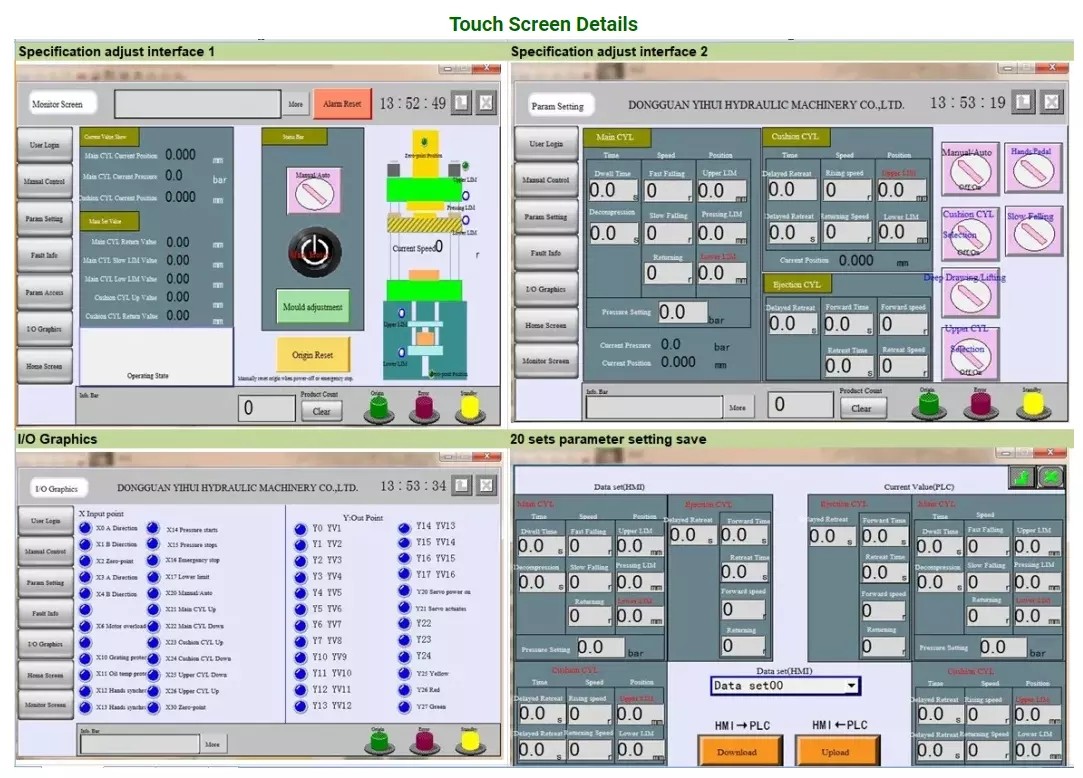 Touch Screen Details
Specification adjust interface 1
Monitor Screen
More
Alarm Reset
13:52:49
User Login
Manual Control
Param Setting
Fault Info
Param Access
I/O Graphics
Home Screen
Current Value Show
Main CYL Current Position 0.000 mm
Main CYL Current Pressure 0.0 bar
Cushion CYL Current Position 0.000 mm
Main Set Value
Main CYL Return Value 0.00 mm
Main CYL Slow LIM Value 0.00 mm
Main CYL Low LIM Value 0.00 mm
Cushion CYL Up Value 0.00 mm
Cushion CYL Return Value 0.00 mm
Operating State
Status Bar
Manual/Auto
Mould adjustment
Origin Reset
Manually reset origin when power-off or emergency stop.
Zero-point Position
Upper LIM
Pressing LIM
Lower LIM
Current Speed 0 r
Upper LIM
Lower LIM
Zero-point Position
Info. Bar
0
Product Count
Clear
Origin
Error
Standby
Specification adjust interface 2
Param Setting
DONGGUAN YIHUI HYDRAULIC MACHINERY CO.,LTD.
13:53:19
User Login
Manual Control
Param Setting
Fault Info
I/O Graphics
Home Screen
Monitor Screen
Main CYL
Time Speed Position
Dwell Time Fast Falling Upper LIM
0.0 s 0 r 0.0 mm
Decompression Slow Falling Pressing LIM
0.0 s 0 r 0.0 mm
Returning Lower LIM
0 r 0.0 mm
Pressure Setting 0.0 bar
Current Pressure 0.0 bar
Current Position 0.000 mm
Cushion CYL
Time Speed Position
Delayed Retreat Rising speed Upper LIM
0.0 s 0 r 0.0 mm
Delayed Retreat Returning Speed Lower LIM
0.0 s 0 r 0.0 mm
Current Position 0.000 mm
Ejection CYL
Delayed Retreat Forward Time Forward speed
0.0 s 0.0 s 0 r
Retreat Time Retreat Speed
0.0 s 0 r
Manual/Auto
Off On
Hands/Pedal
Cushion CYL
Selection
Off On
Slow Falling
Deep Drawing/Lifting
Upper CYL
Selection
Off On
Info. Bar
More
0
Product Count
Clear
Origin
Error
Standby
I/O Graphics
I/O Graphics
DONGGUAN YIHUI HYDRAULIC MACHINERY CO.,LTD.
13:53:34
User Login
Manual Control
Param Setting
Fault Info
I/O Graphics
Home Screen
Monitor Screen
X Input point
X0 A Direction
X1 B Direction
X2 Zero-point
X3 A Direction
X4 B Direction
X6 Motor overload
X10 Grating protec
X11 Oil temp prote
X12 Hands synchro
X13 Hands synchro
X14 Pressure starts
X15 Pressure stops
X16 Emergency stop
X17 Lower limit
X20 Manual/Auto
X21 Main CYL Up
X22 Main CYL Down
X23 Cushion CYL Up
X24 Cushion CYL Down
X25 Upper CYL Down
X26 Upper CYL Up
X30 Zero-point
Y:Out Point
Y0 YV1
Y1 YV2
Y2 YV3
Y3 YV4
Y4 YV5
Y5 YV6
Y6 YV7
Y7 YV8
Y10 YV9
Y11 YV10
Y12 YV11
Y13 YV12
Y14 YV13
Y15 YV14
Y16 YV15
Y17 YV16
Y20 Servo power on
Y21 Servo actuates
Y22
Y23
Y24
Y25 Yellow
Y26 Red
Y27 Green
Info. Bar
More
Origin
Error
Standby
20 sets parameter setting save
Data set(HMI)
Main CYL
Time Speed Position
Dwell Time Fast Falling Upper LIM
0.0 s 0 r 0.0 mm
Decompression Slow Falling Pressing LIM
0.0 s 0 r 0.0 mm
Returning Lower LIM
0 r 0.0 mm
Pressure Setting 0.0 bar
Cushion CYL
Time Speed Position
Delayed Retreat Rising speed Upper LIM
0.0 s 0 r 0.0 mm
Delayed Retreat Returning Speed Lower LIM
0.0 s 0 r 0.0 mm
Ejection CYL
Delayed Retreat Forward Time
0.0 s 0.0 s
Retreat Time
0.0 s
Forward speed
0 r
Returning
0 r
Current Value(PLC)
Ejection CYL
Delayed Retreat Forward Time
0.0 s 0.0 s
Retreat Time
0.0 s
Forward speed
0 r
Returning
0 r
Main CYL
Time Speed Position
Dwell Time Fast Falling Upper LIM
0.0 s 0 r 0.0 mm
Decompression Slow Falling Pressing LIM
0.0 s 0 r 0.0 mm
Returning Lower LIM
0 r 0.0 mm
Pressure Setting 0.0 bar
Cushion CYL
Time Speed Position
Delayed Retreat Rising speed Upper LIM
0.0 s 0 r 0.0 mm
Delayed Retreat Returning Speed Lower LIM
0.0 s 0 r 0.0 mm
Data set(HMI)
Data set00
HMI→PLC
Download
HMI←PLC
Upload